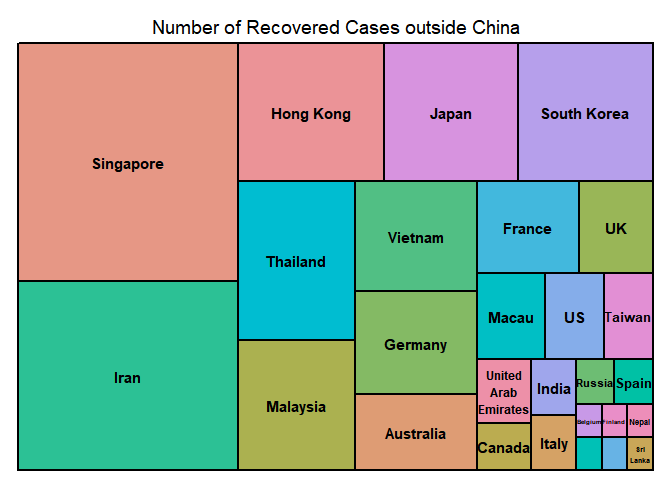 Number of Recovered Cases outside China
Singapore
Hong Kong
Japan
South Korea
Thailand
Vietnam
France
UK
Iran
Germany
Macau
US
Taiwan
Malaysia
Australia
United
Arab
Emirates
India
Russia
Spain
Canada
Italy
Belgium
Finland
Nepal
Sri
Lanka